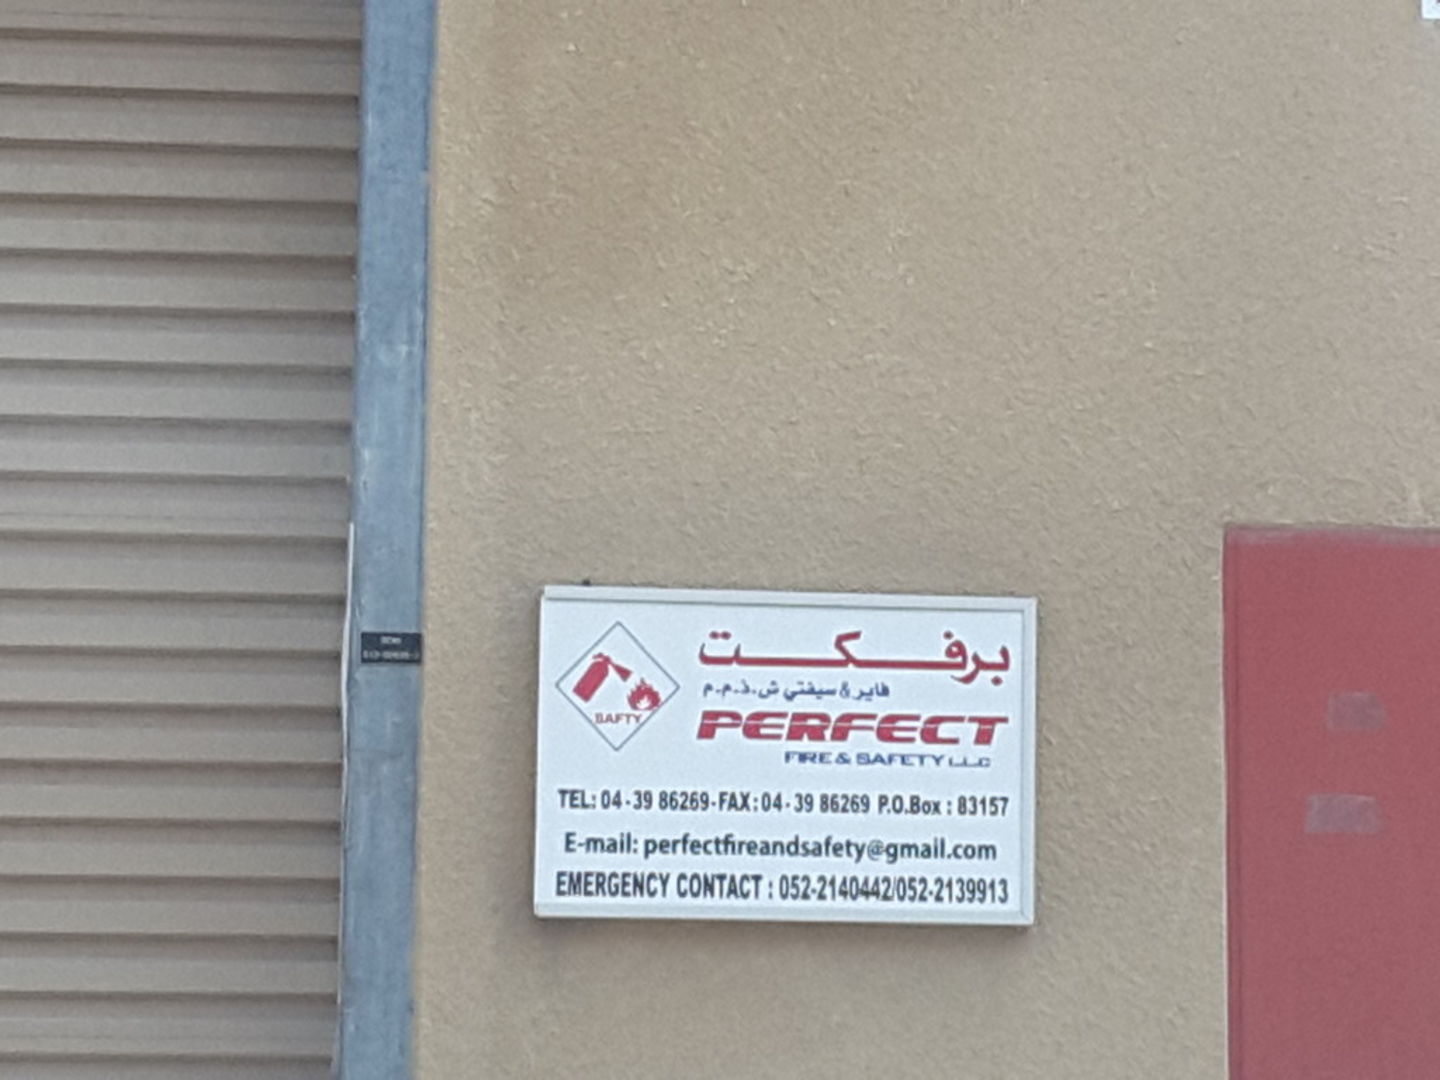 برفكت
فاير & سيفتي ش.ذ.م.م
PERFECT
FIRE & SAFETY LLC
SAFTY
TEL: 04 - 39 86269 - FAX : 04 - 39 86269 P.O.Box : 83157
E-mail: perfectfireandsafety@gmail.com
EMERGENCY CONTACT : 052-2140442/052-2139913